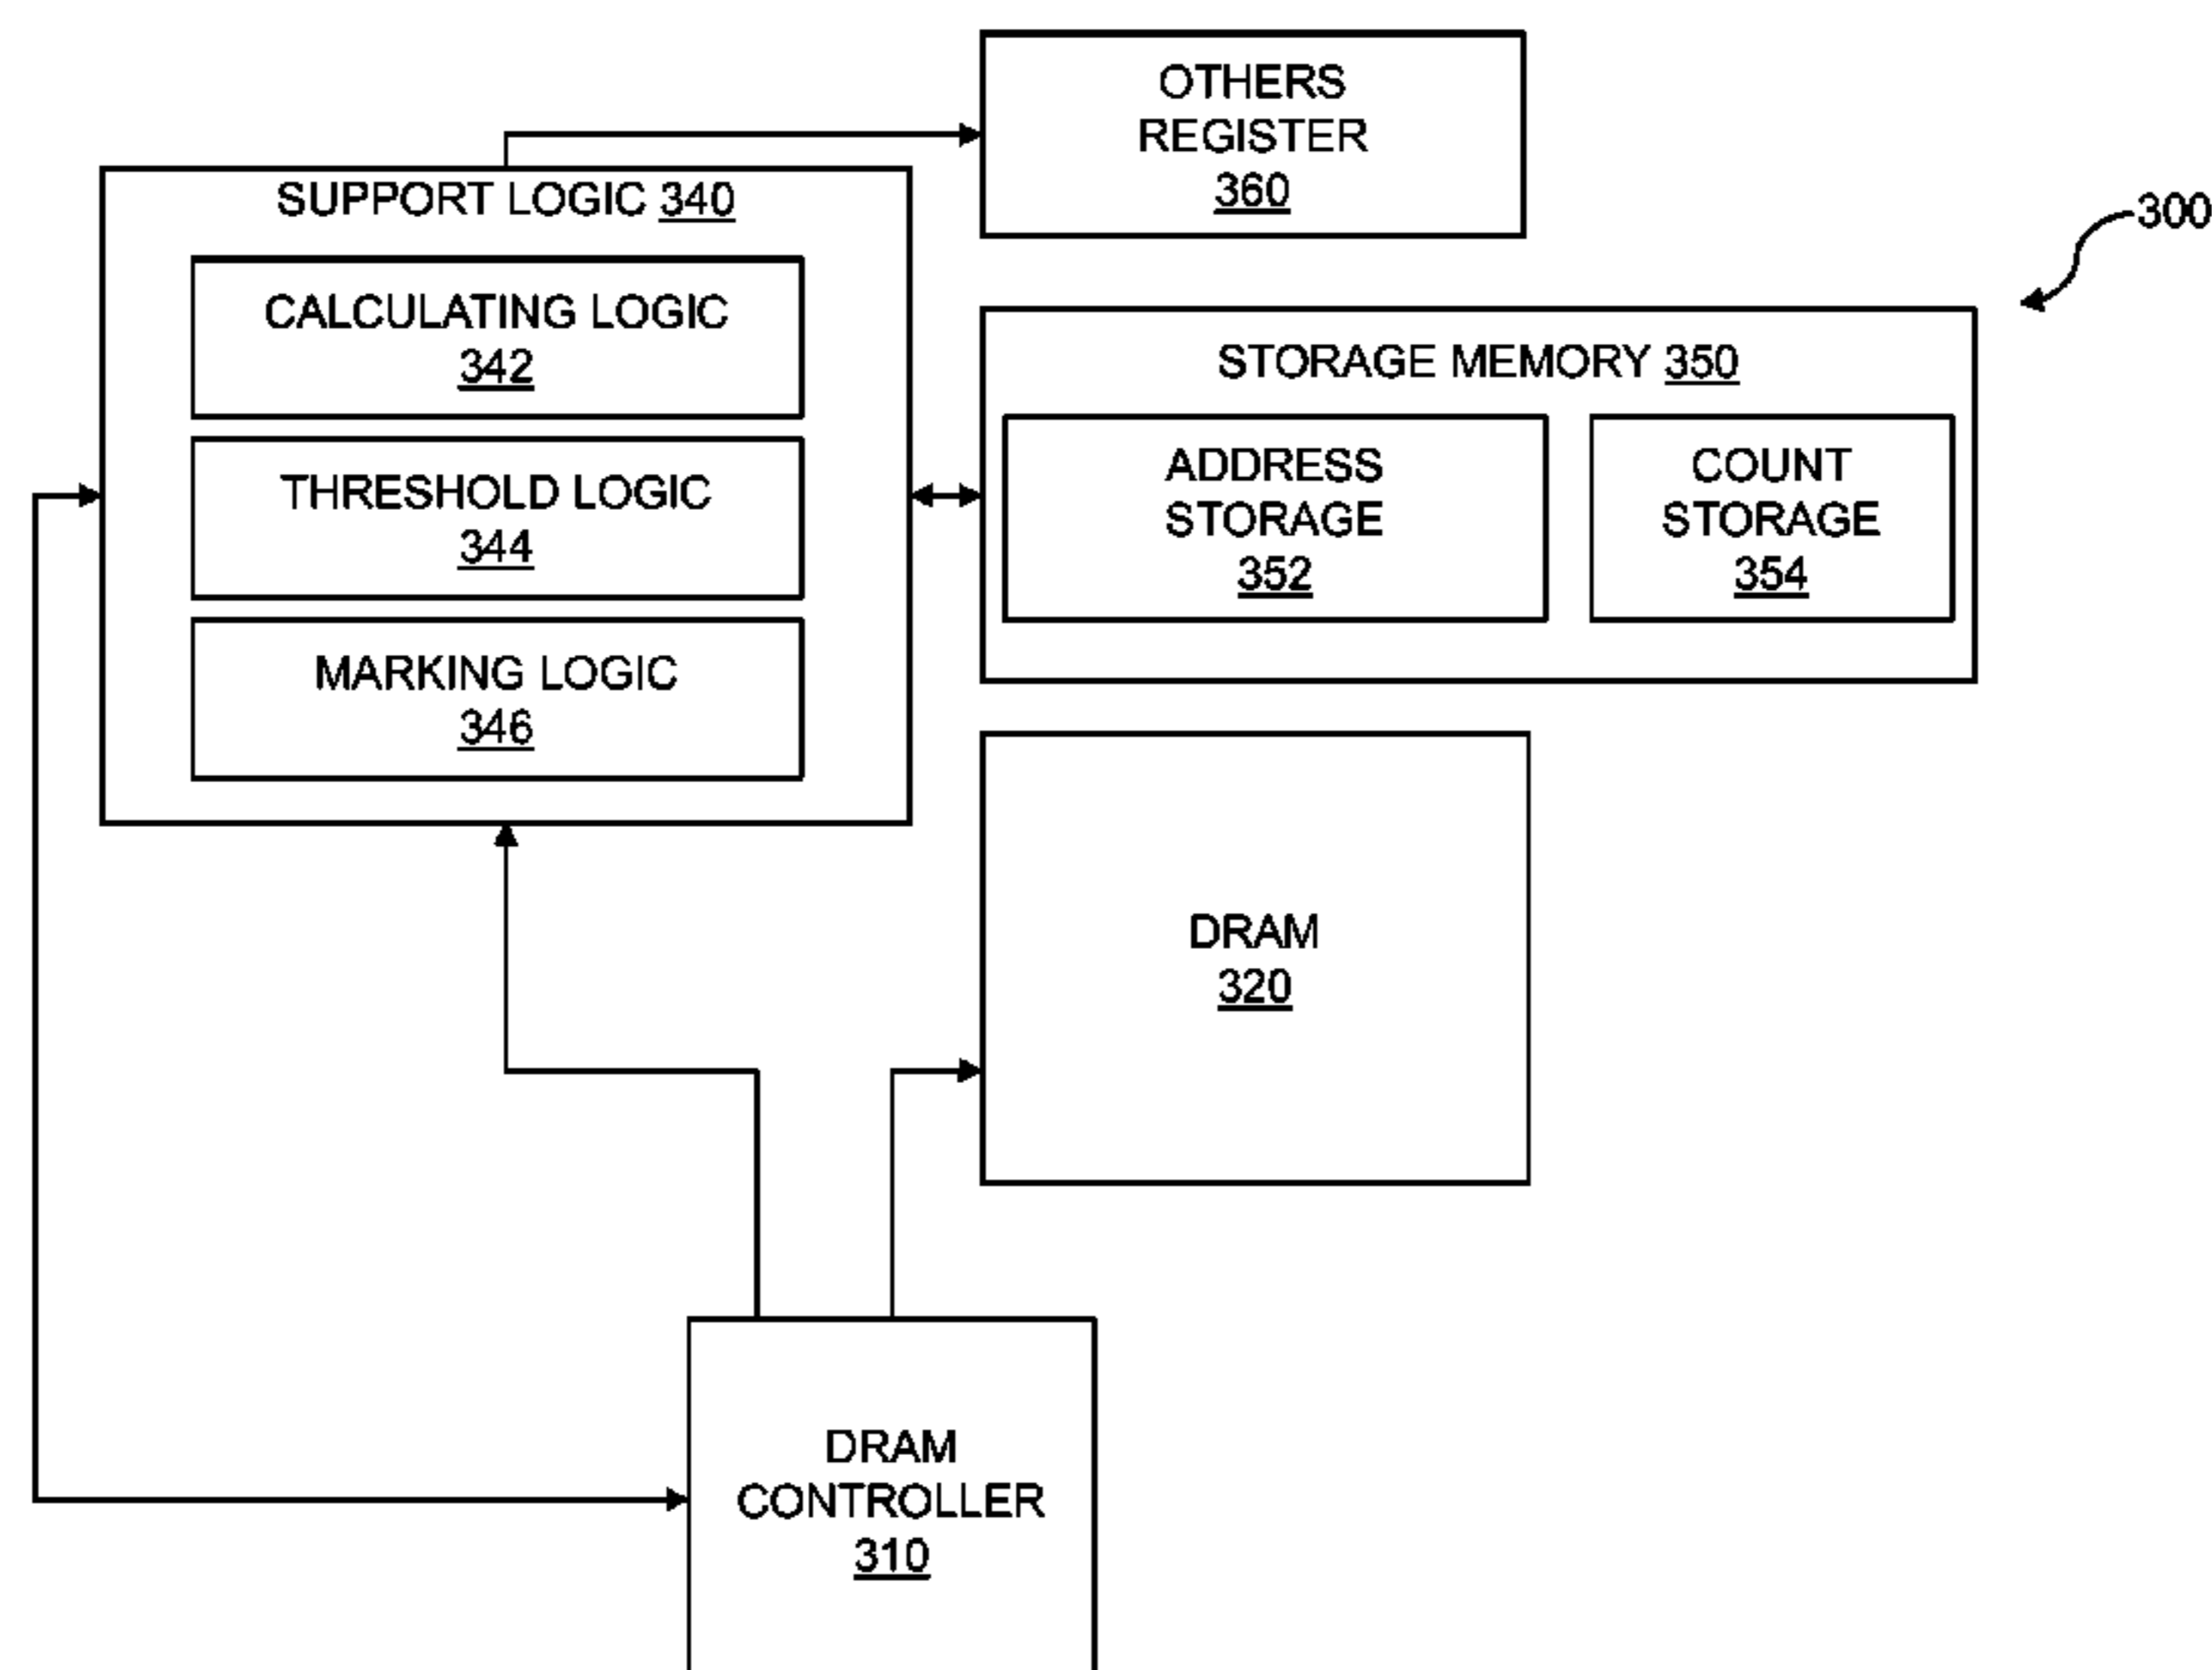 OTHERS
REGISTER
360
SUPPORT LOGIC 340
300
CALCULATING LOGIC
342
STORAGE MEMORY 350
THRESHOLD LOGIC
344
ADDRESS
STORAGE
352
COUNT
STORAGE
354
MARKING LOGIC
346
DRAM
320
DRAM
CONTROLLER
310